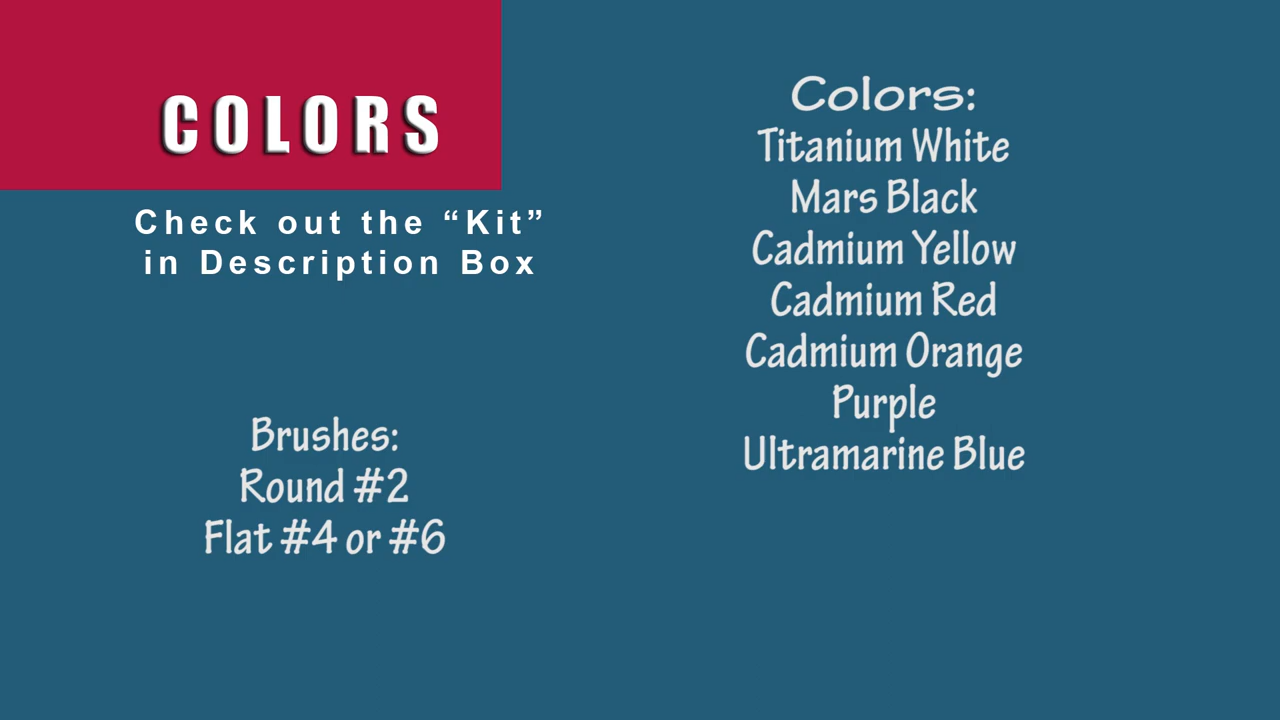 COLORS
Check out the “Kit”
in Description Box
Brushes:
Round #2
Flat #4 or #6
Colors:
Titanium White
Mars Black
Cadmium Yellow
Cadmium Red
Cadmium Orange
Purple
Ultramarine Blue